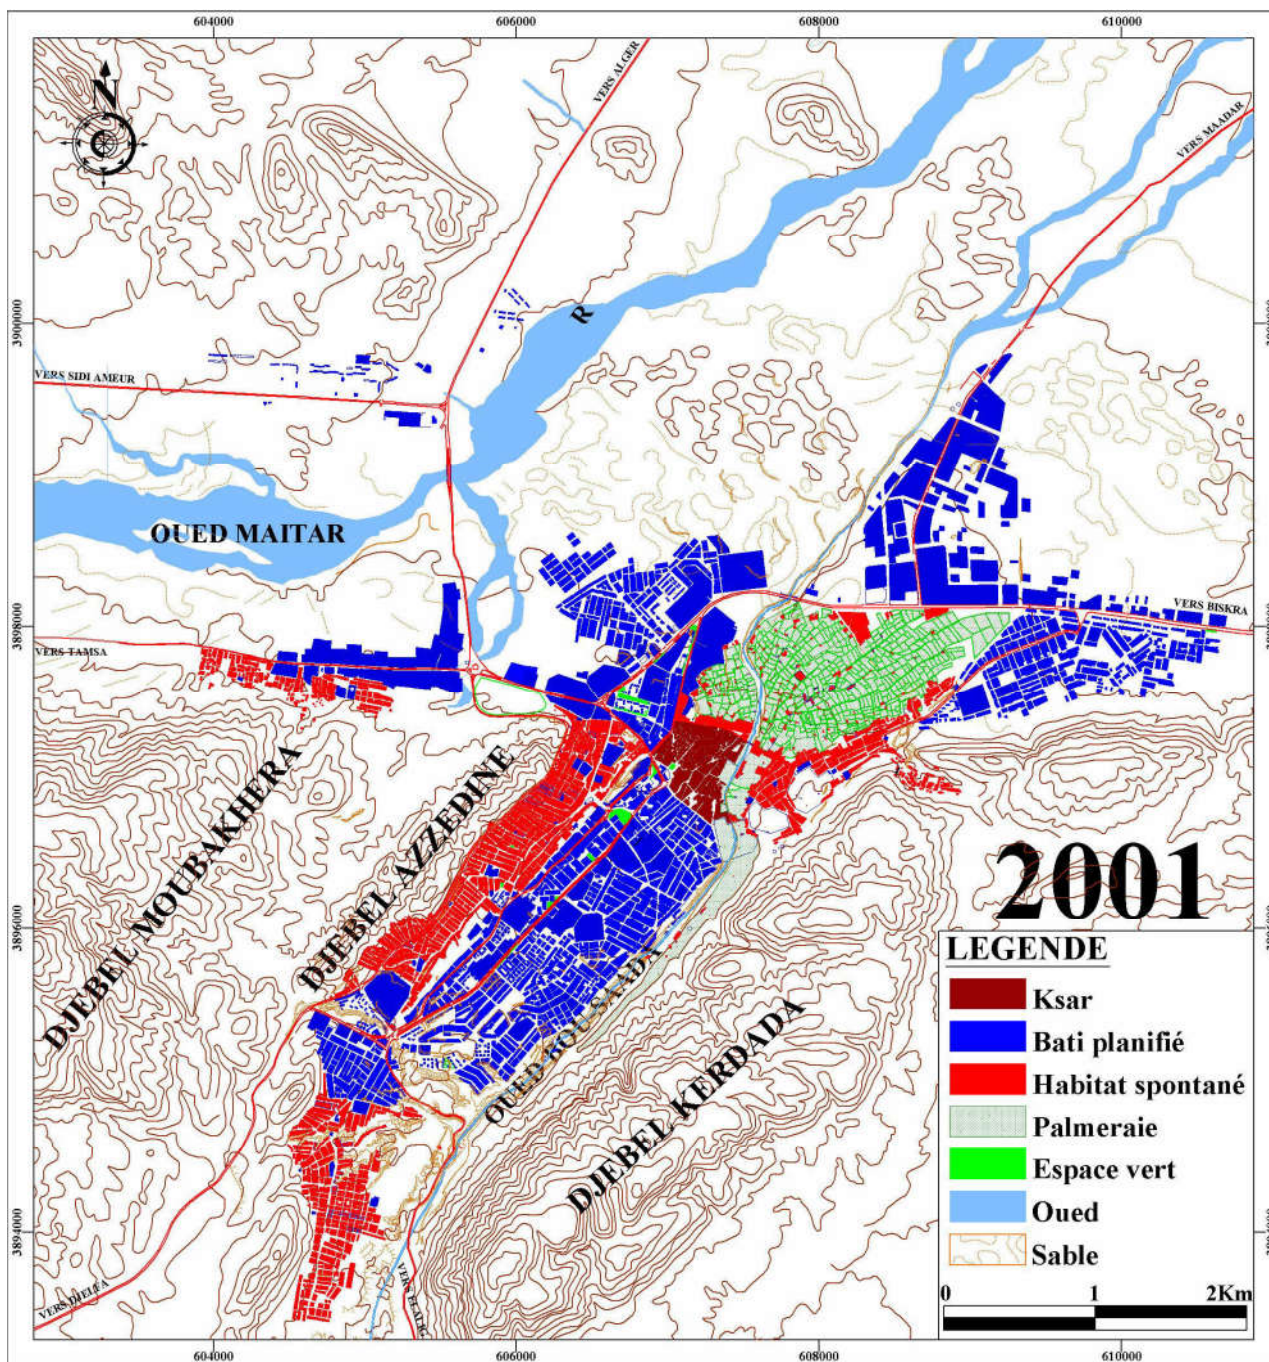 604000
606000
608000
610000
N
VERS ALGER
VERS MAADAR
3900000
R
VERS SIDI AMEUR
OUED MAITAR
3898000
VERS BISKRA
VERS TAMSA
DJEBEL MOUBAKHERA
DJEBEL AZZEDINE
2001
3896000
OUED BOUSAADA
DJEBEL KERDADA
LEGENDE
Ksar
Bati planifié
Habitat spontané
Palmeraie
Espace vert
Oued
Sable
3894000
VERS DJELFA
0
1
2Km
604000
606000
608000
610000